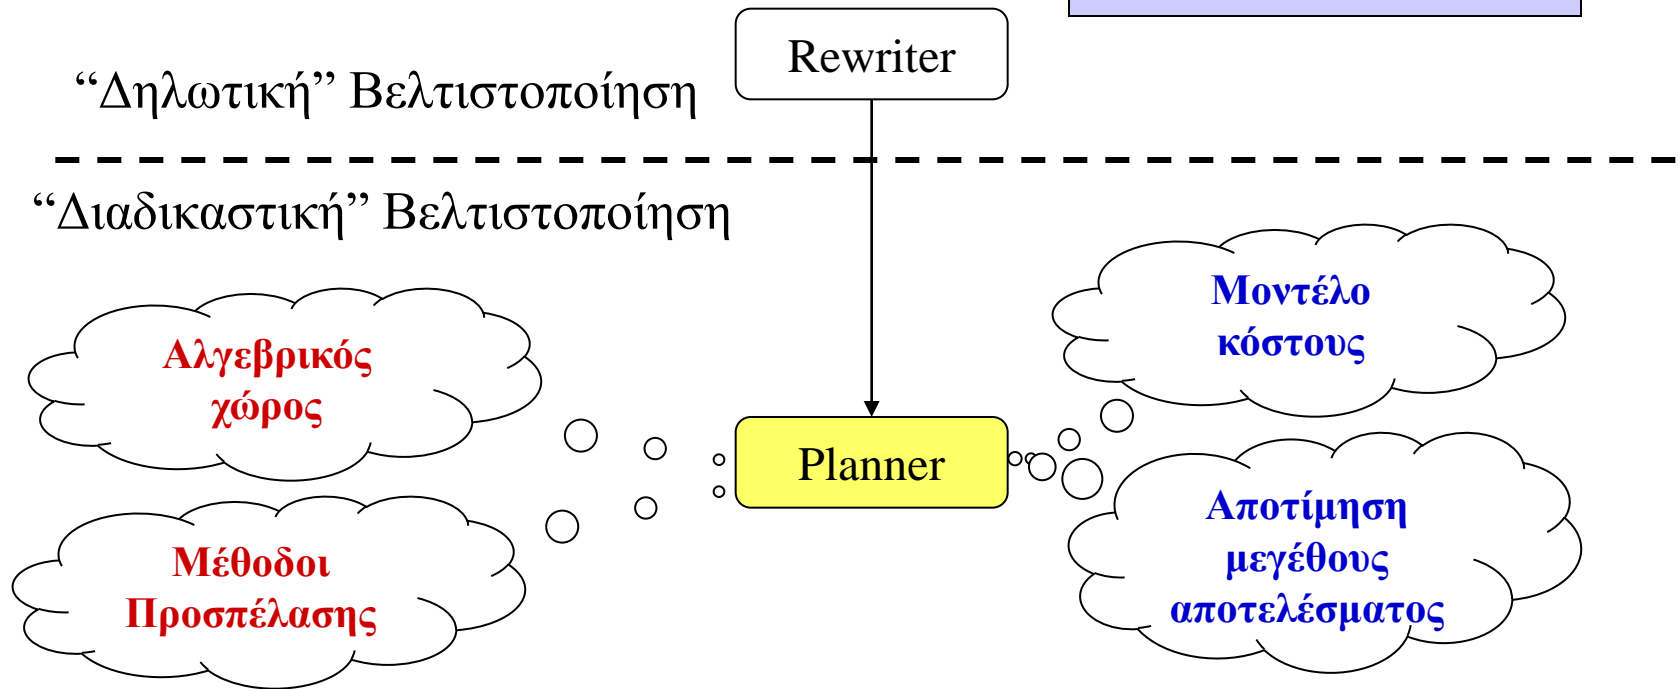 Rewriter
“Δηλωτική” Βελτιστοποίηση
“Διαδικαστική” Βελτιστοποίηση
Αλγεβρικός
χώρος
Μέθοδοι
Προσπέλασης
Planner
Μοντέλο
κόστους
Αποτίμηση
μεγέθους
αποτελέσματος